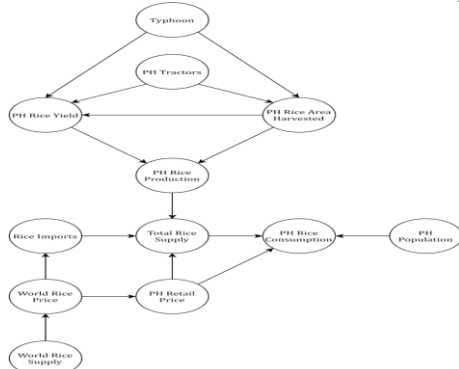 Typhoon
PH Tractors
PH Rice Yield
PH Rice Area
Harvested
PH Rice
Production
Rice Imports
Total Rice
Supply
PH Rice
Consumption
PH
Population
World Rice
Price
PH Retail
Price
World Rice
Supply